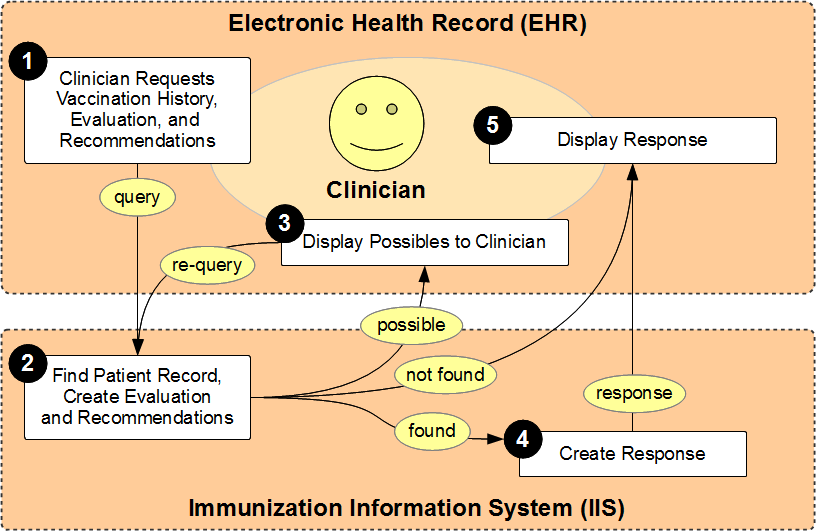 Electronic Health Record (EHR)
1
Clinician Requests
Vaccination History,
Evaluation, and
Recommendations
query
Clinician
5
Display Response
3
Display Possibles to Clinician
re-query
possible
not found
found
response
2
Find Patient Record,
Create Evaluation
and Recommendations
4
Create Response
Immunization Information System (IIS)